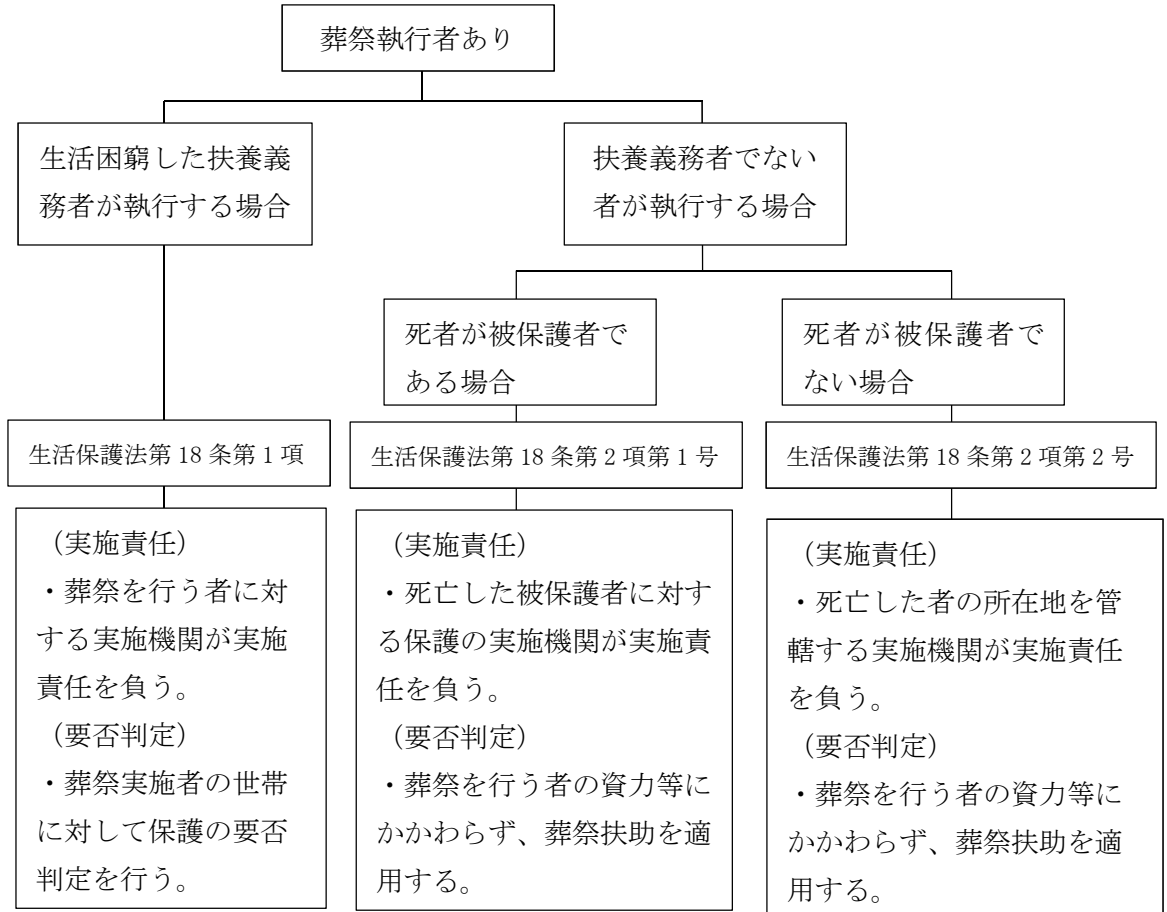 葬祭執行者あり
生活困窮した扶養義
務者が執行する場合
扶養義務者でない
者が執行する場合
死者が被保護者で
ある場合
死者が被保護者で
ない場合
生活保護法第 18 条第 1 項
生活保護法第 18 条第 2 項第 1 号
生活保護法第 18 条第 2 項第 2 号
（実施責任）
・葬祭を行う者に対
する実施機関が実施
責任を負う。
（要否判定）
・葬祭実施者の世帯
に対して保護の要否
判定を行う。
（実施責任）
・死亡した被保護者に対す
る保護の実施機関が実施責
任を負う。
（要否判定）
・葬祭を行う者の資力等に
かかわらず、葬祭扶助を適
用する。
（実施責任）
・死亡した者の所在地を管
轄する実施機関が実施責任
を負う。
（要否判定）
・葬祭を行う者の資力等に
かかわらず、葬祭扶助を適
用する。